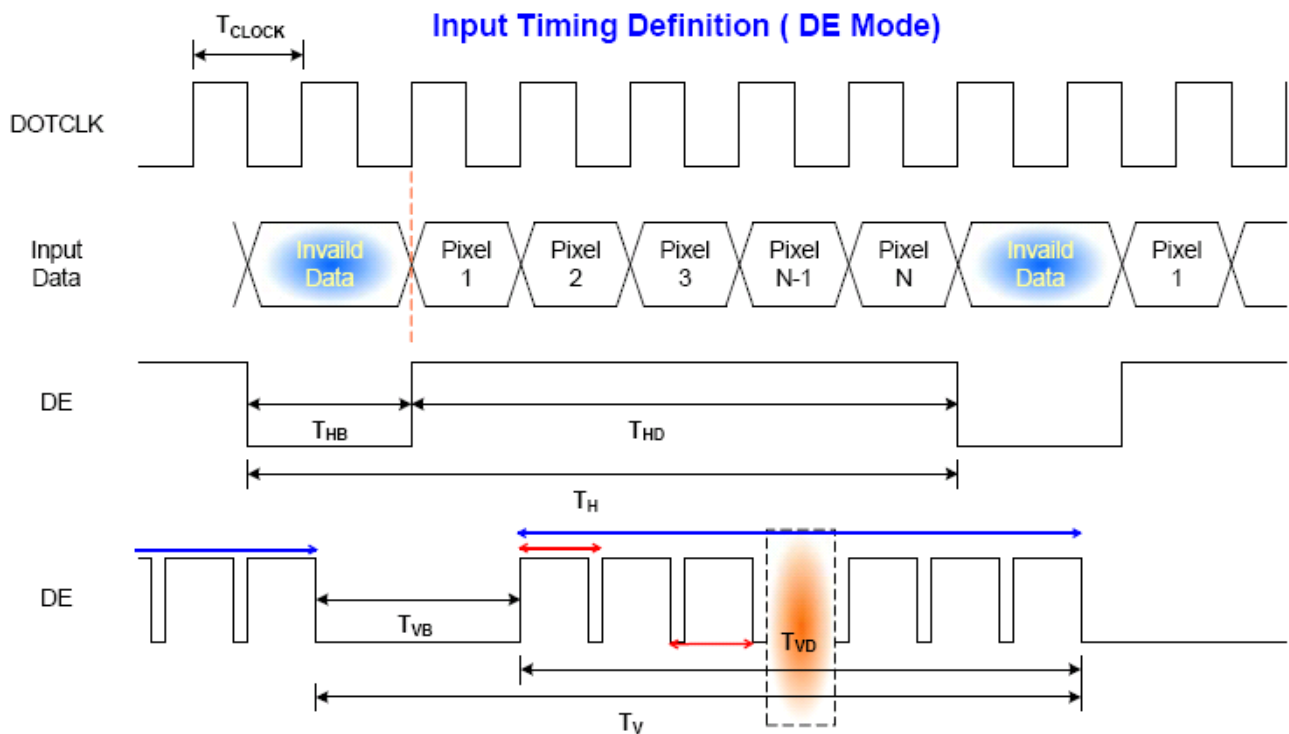 Input Timing Definition ( DE Mode)
TCLOCK
DOTCLK
Input
Data
Invaild
Data
Pixel
1
Pixel
2
Pixel
3
Pixel
N-1
Pixel
N
Invaild
Data
Pixel
1
DE
THB
THD
TH
DE
TVB
TVD
TV